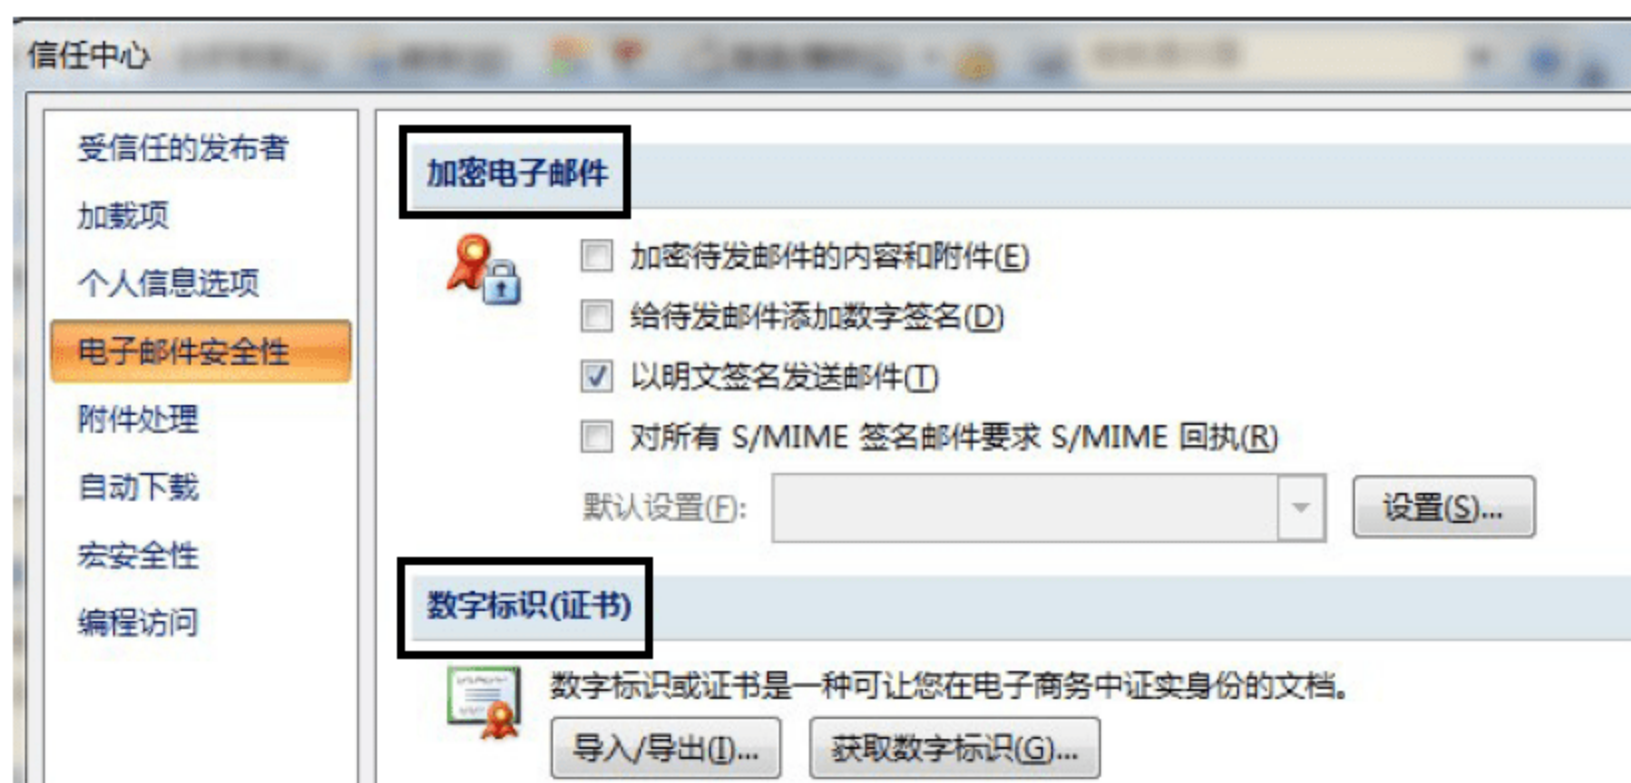 信任中心
受信任的发布者
加载项
个人信息选项
电子邮件安全性
附件处理
自动下载
宏安全性
编程访问
加密电子邮件
加密待发邮件的内容和附件(E)
给待发邮件添加数字签名(D)
以明文签名发送邮件(T)
对所有 S/MIME 签名邮件要求 S/MIME 回执(R)
默认设置(F):
设置(S)...
数字标识(证书)
数字标识或证书是一种可让您在电子商务中证实身份的文档。
导入/导出(I)... 获取数字标识(G)...